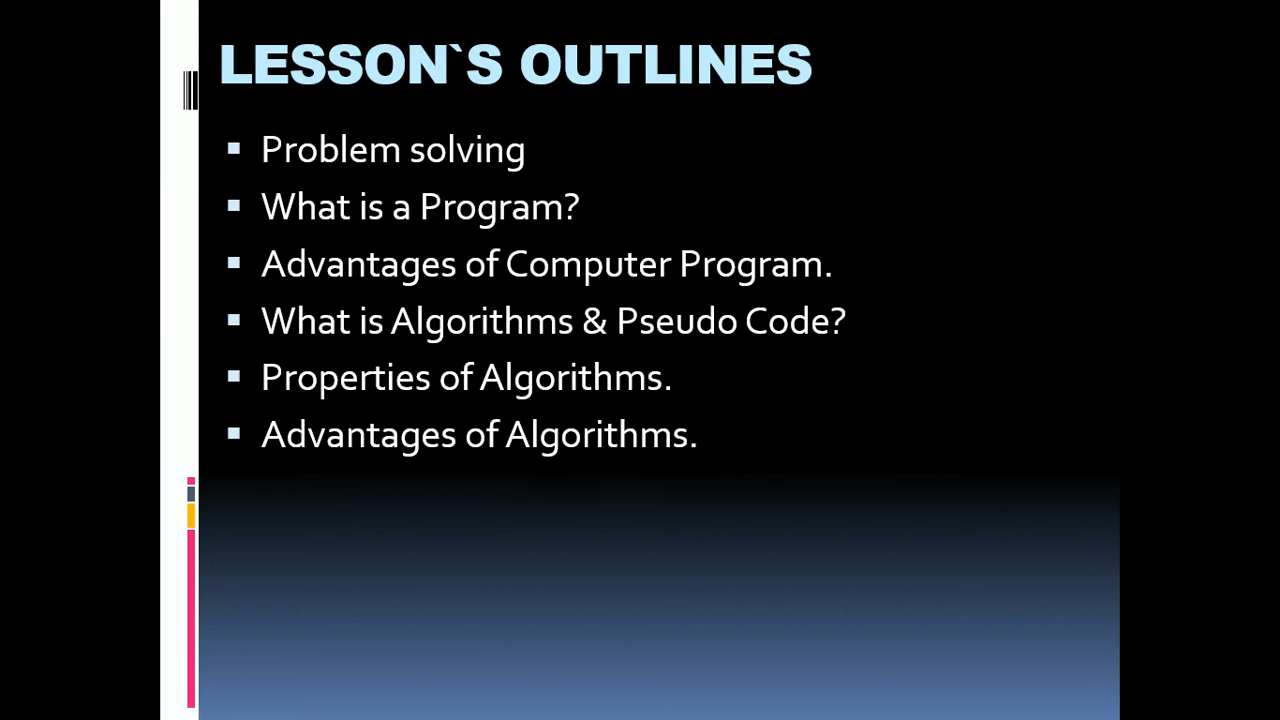 LESSON`S OUTLINES
▪ Problem solving
▪ What is a Program?
▪ Advantages of Computer Program.
▪ What is Algorithms & Pseudo Code?
▪ Properties of Algorithms.
▪ Advantages of Algorithms.